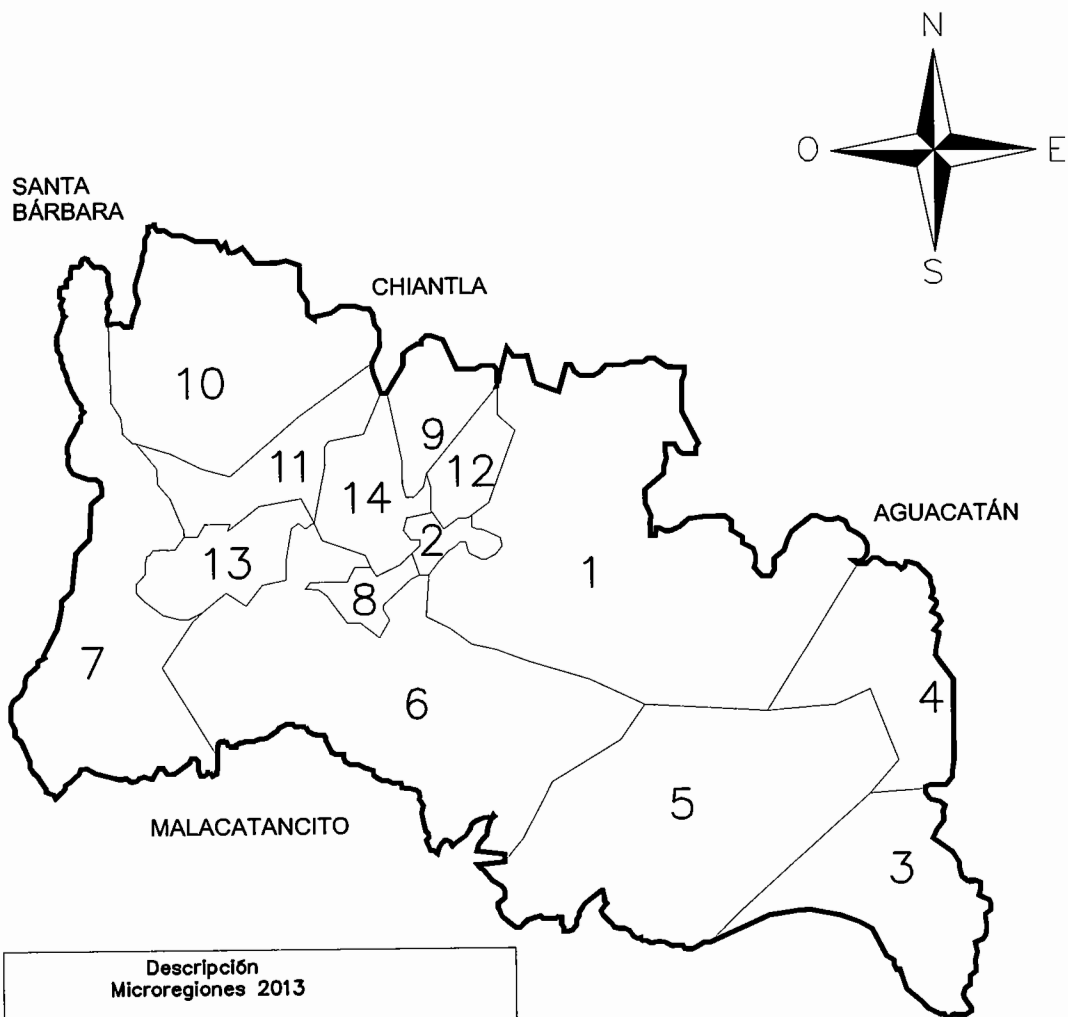 N
O
E
S
SANTA
BÁRBARA
CHIANTLA
10
9
11
12
14
AGUACATÁN
2
13
1
8
7
6
4
5
MALACATANCITO
3
Descripción
Microregiones 2013